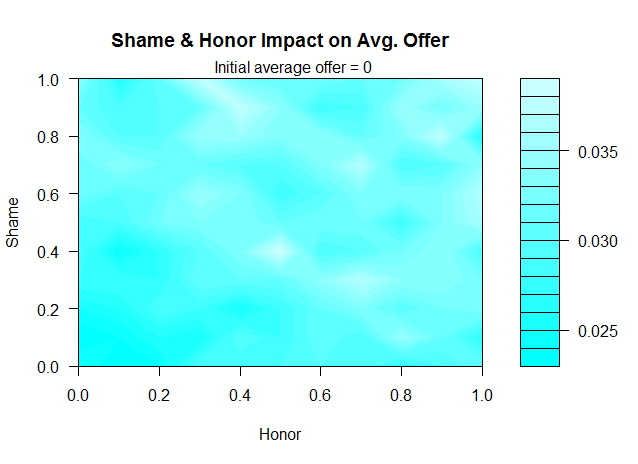 Shame & Honor Impact on Avg. Offer
Initial average offer = 0
1.0
0.8
0.6
0.4
0.2
0.0
Shame
0.0 0.2 0.4 0.6 0.8 1.0
Honor
0.035
0.030
0.025